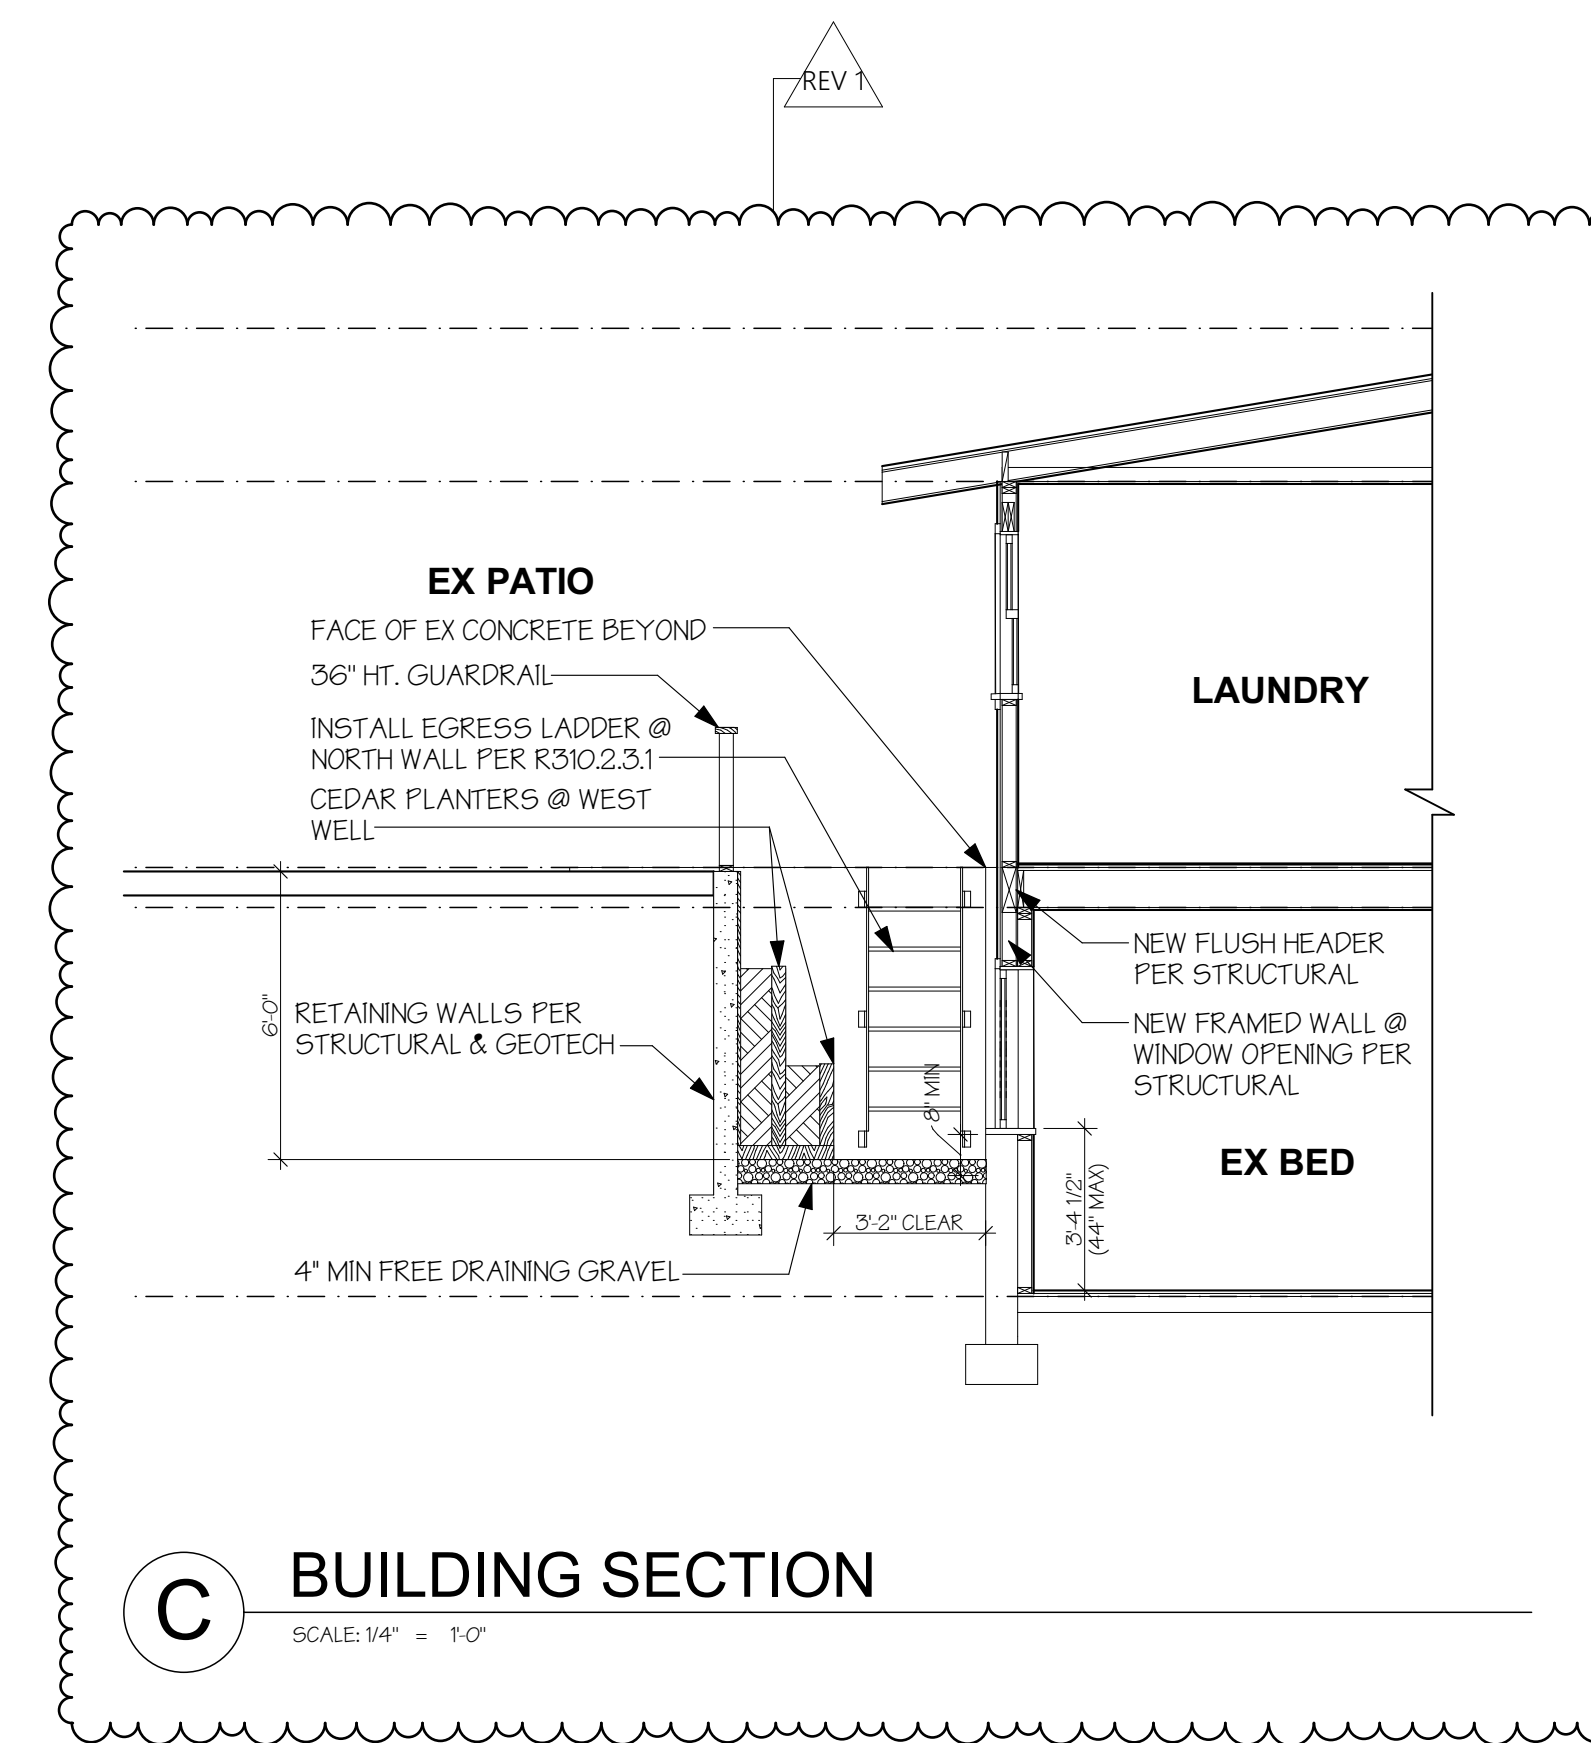 REV 1
EX PATIO
FACE OF EX CONCRETE BEYOND
36" HT. GUARDRAIL
INSTALL EGRESS LADDER @
NORTH WALL PER R310.2.3.1
CEDAR PLANTERS @ WEST
WELL
LAUNDRY
NEW FLUSH HEADER
PER STRUCTURAL
6'-0"
RETAINING WALLS PER
STRUCTURAL & GEOTECH
NEW FRAMED WALL @
WINDOW OPENING PER
STRUCTURAL
8" MIN
EX BED
3'-4 1/2"
(44" MAX)
3'-2" CLEAR
4" MIN FREE DRAINING GRAVEL
C
BUILDING SECTION
SCALE: 1/4" = 1'-0"